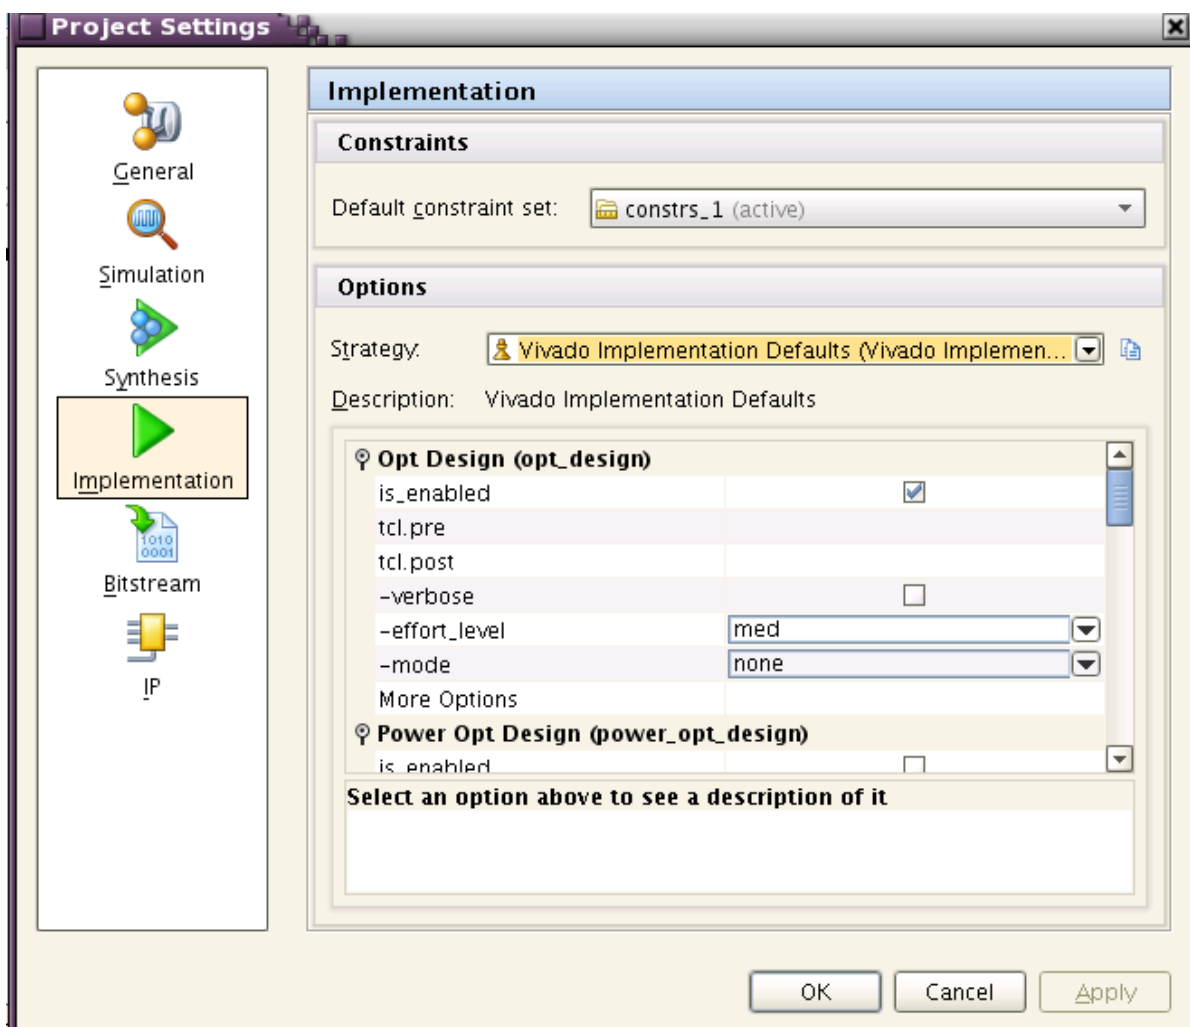 Project Settings
General
Simulation
Synthesis
Implementation
Bitstream
IP
Implementation
Constraints
Default constraint set: constrs_1 (active)
Options
Strategy: Vivado Implementation Defaults (Vivado Implemen...
Description: Vivado Implementation Defaults
Opt Design (opt_design)
is_enabled
tcl.pre
tcl.post
-verbose
-effort_level med
-mode none
More Options
Power Opt Design (power_opt_design)
is_enabled
Select an option above to see a description of it
OK Cancel Apply